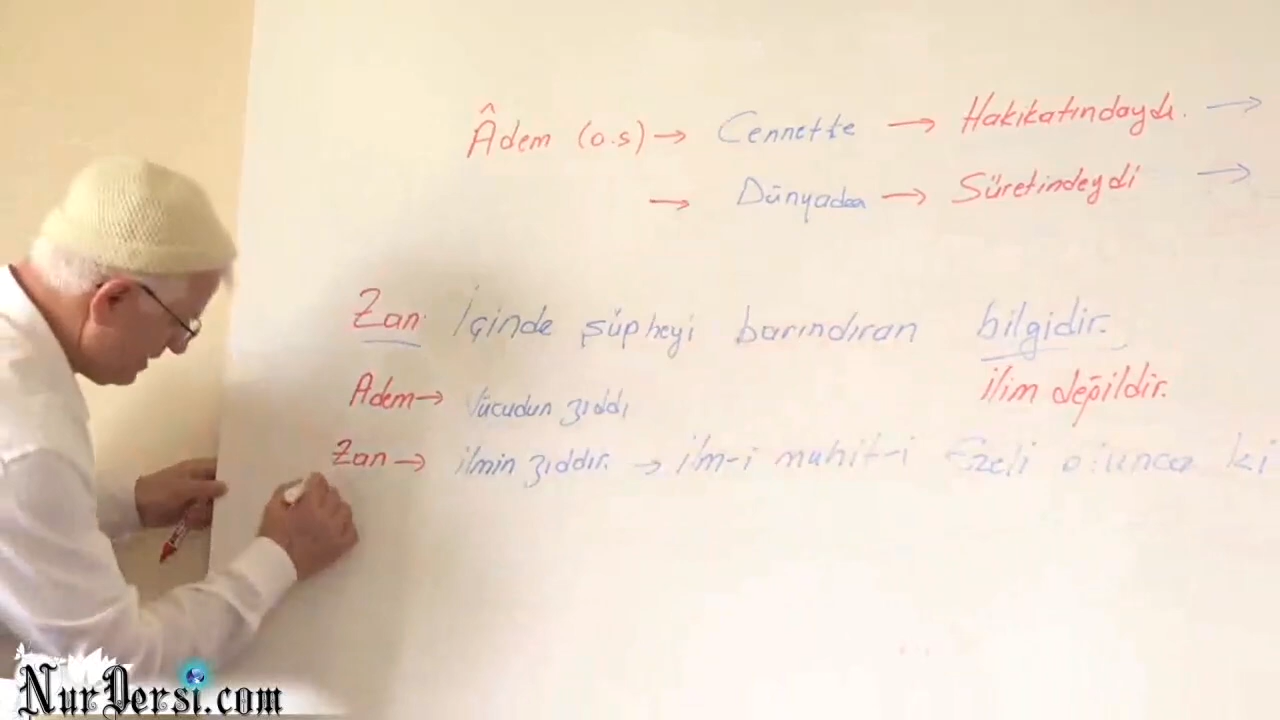 Âdem (a.s) → Cennette → Hakikatındaydı. →
→ Dünyada → Sûretindeydi →
Zan: İçinde şüpheyi barındıran bilgidir.
ilim değildir.
Adem → Vücudun zıddı
Zan → ilmin zıddır. → ilm-i muhit-i Ezeli olunca ki
NurDersi.com